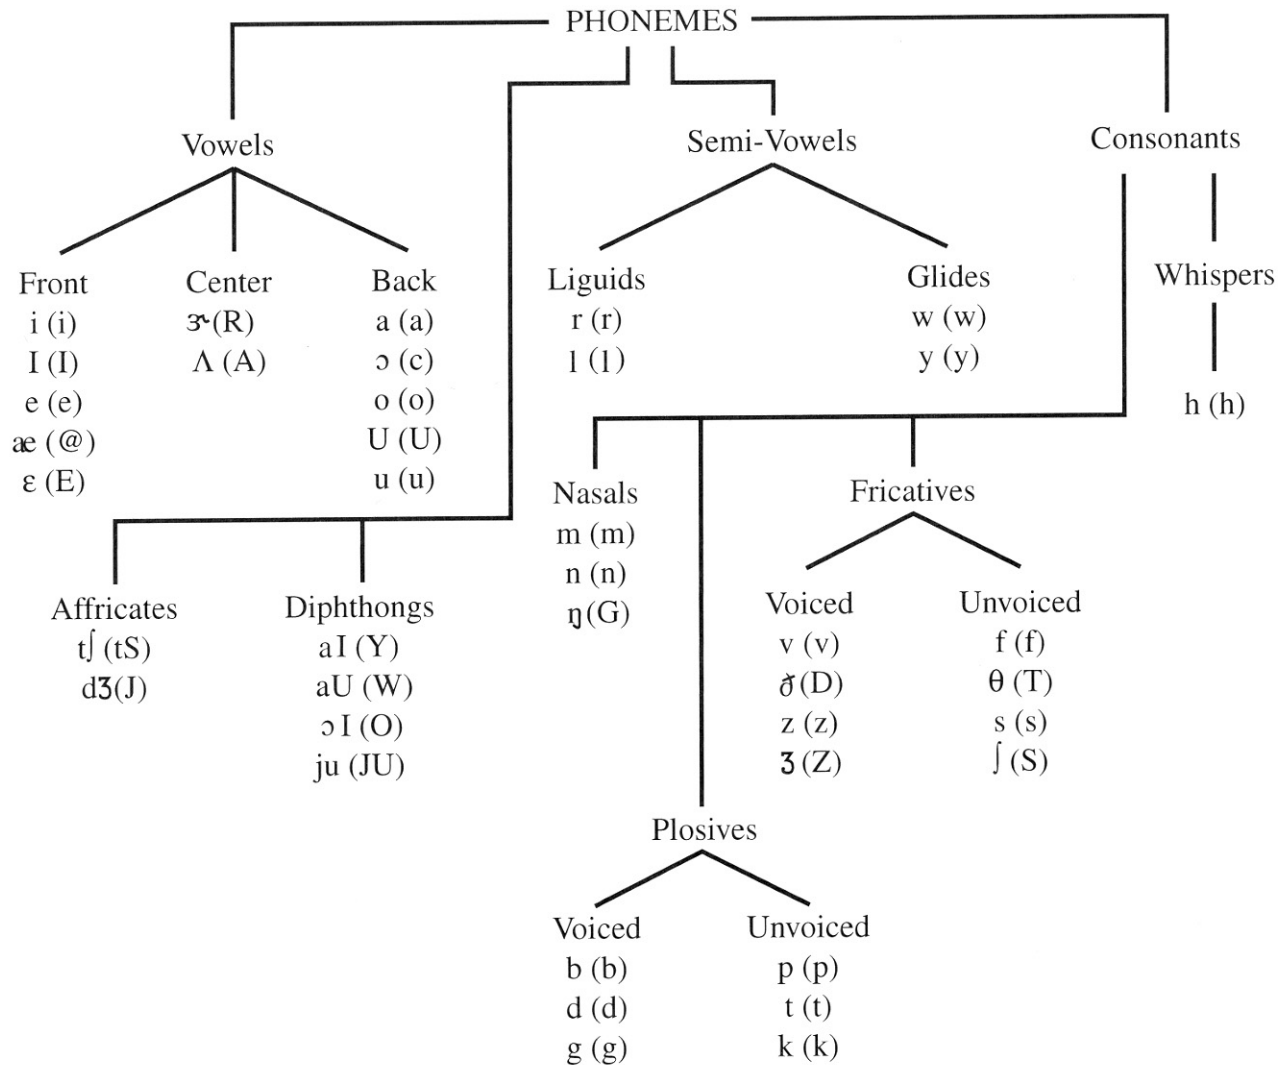 PHONEMES
Vowels
Semi-Vowels
Consonants
Front
i (i)
I (I)
e (e)
æ (@)
ɛ (E)
Center
ɝ (R)
Λ (A)
Back
a (a)
ɔ (c)
o (o)
U (U)
u (u)
Liguids
r (r)
l (l)
Glides
w (w)
y (y)
Whispers
h (h)
Affricates
t∫ (tS)
dʒ(J)
Diphthongs
aI (Y)
aU (W)
ɔI (O)
ju (JU)
Nasals
m (m)
n (n)
ŋ(G)
Fricatives
Voiced
v (v)
ð(D)
z (z)
ʒ (Z)
Unvoiced
f (f)
θ (T)
s (s)
∫ (S)
Plosives
Voiced
b (b)
d (d)
g (g)
Unvoiced
p (p)
t (t)
k (k)